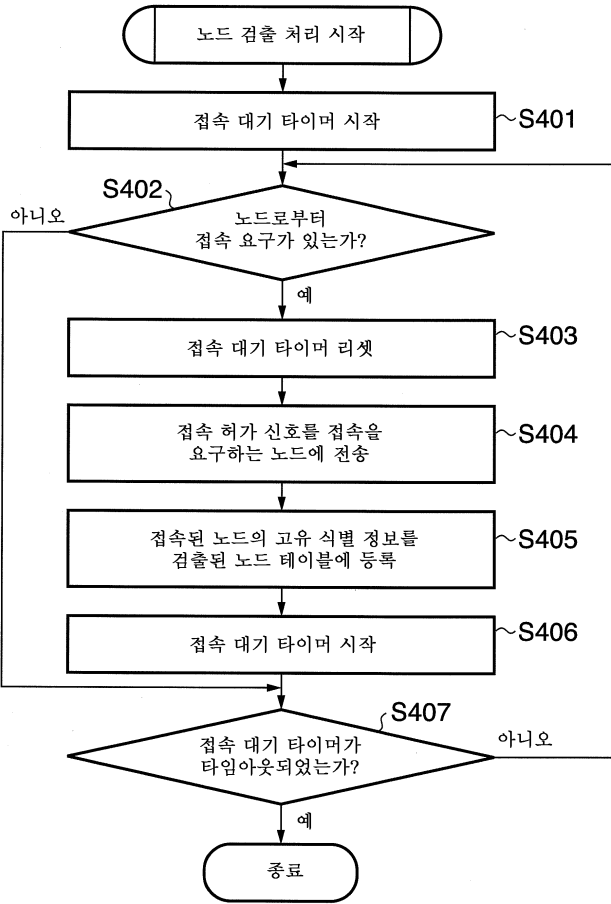 노드 검출 처리 시작
접속 대기 타이머 시작
S401
S402
아니오
노드로부터
접속 요구가 있는가?
예
접속 대기 타이머 리셋
S403
접속 허가 신호를 접속을
요구하는 노드에 전송
S404
접속된 노드의 고유 식별 정보를
검출된 노드 테이블에 등록
S405
접속 대기 타이머 시작
S406
S407
접속 대기 타이머가
타임아웃되었는가?
아니오
예
종료